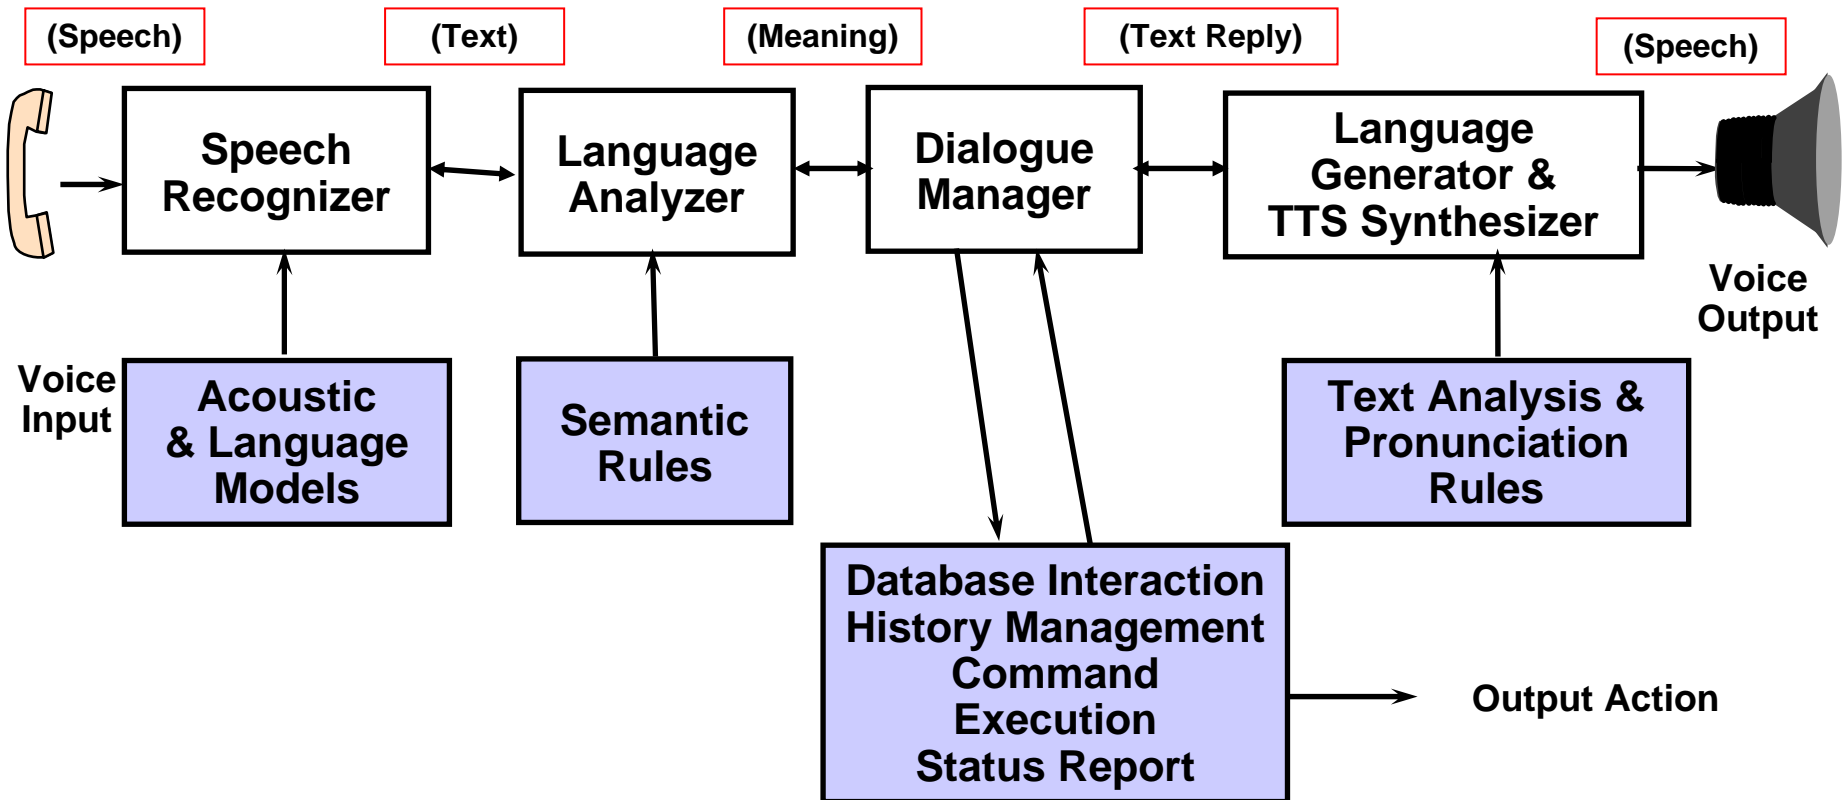 (Speech)
(Text)
(Meaning)
(Text Reply)
(Speech)
Speech
Recognizer
Language
Analyzer
Dialogue
Manager
Language
Generator &
TTS Synthesizer
Voice
Output
Voice
Input
Acoustic
& Language
Models
Semantic
Rules
Text Analysis &
Pronunciation
Rules
Database Interaction
History Management
Command
Execution
Status Report
Output Action